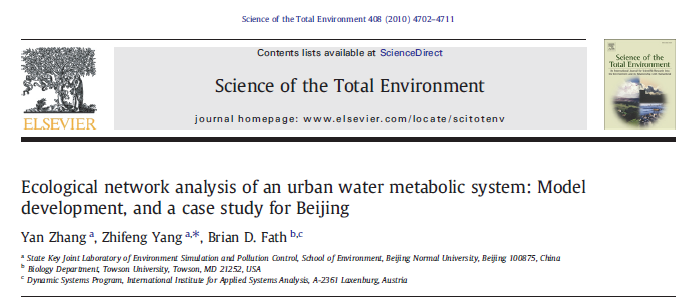 Science of the Total Environment 408 (2010) 4702–4711
Contents lists available at ScienceDirect
Science of the Total Environment
journal homepage: www.elsevier.com/locate/scitotenv
ELSEVIER
Science of the
Total Environment
Ecological network analysis of an urban water metabolic system: Model
development, and a case study for Beijing
Yan Zhang a, Zhifeng Yang a,*, Brian D. Fath b,c
a State Key Joint Laboratory of Environment Simulation and Pollution Control, School of Environment, Beijing Normal University, Beijing 100875, China
b Biology Department, Towson University, Towson, MD 21252, USA
c Dynamic Systems Program, International Institute for Applied Systems Analysis, A-2361 Laxenburg, Austria